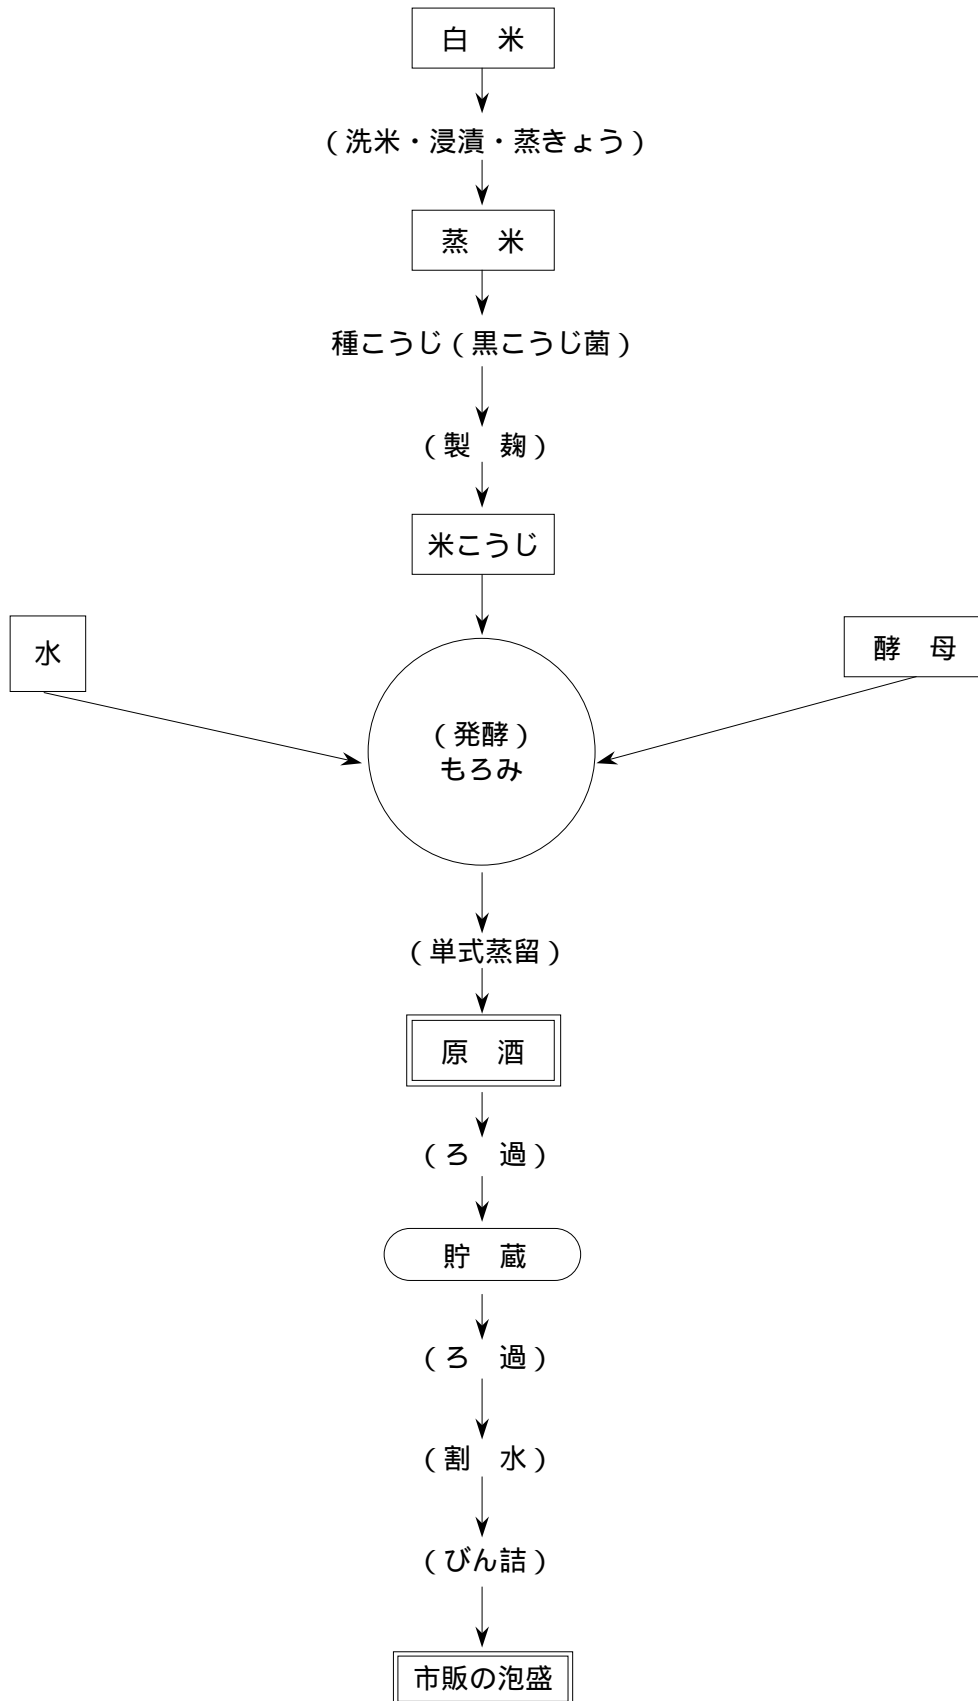 白　米
（洗米・浸漬・蒸きょう）
蒸　米
種こうじ（黒こうじ菌）
（製　麹）
米こうじ
水
酵　母
（発酵）
もろみ
（単式蒸留）
原　酒
（ろ　過）
貯　蔵
（ろ　過）
（割　水）
（びん詰）
市販の泡盛